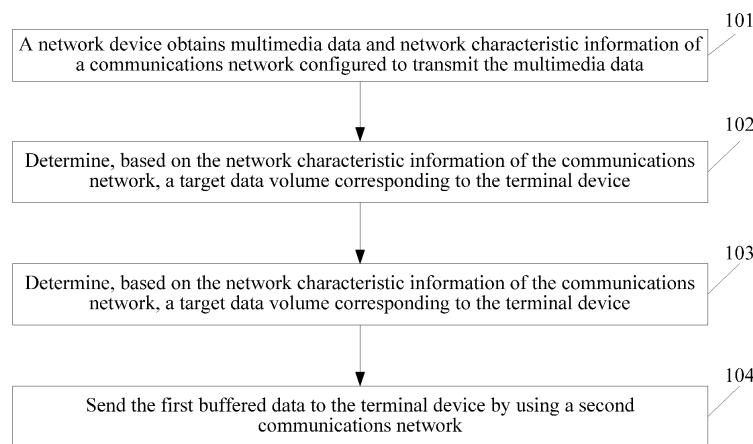 101
A network device obtains multimedia data and network characteristic information of
a communications network configured to transmit the multimedia data
102
Determine, based on the network characteristic information of the communications
network, a target data volume corresponding to the terminal device
103
Determine, based on the network characteristic information of the communications
network, a target data volume corresponding to the terminal device
104
Send the first buffered data to the terminal device by using a second
communications network